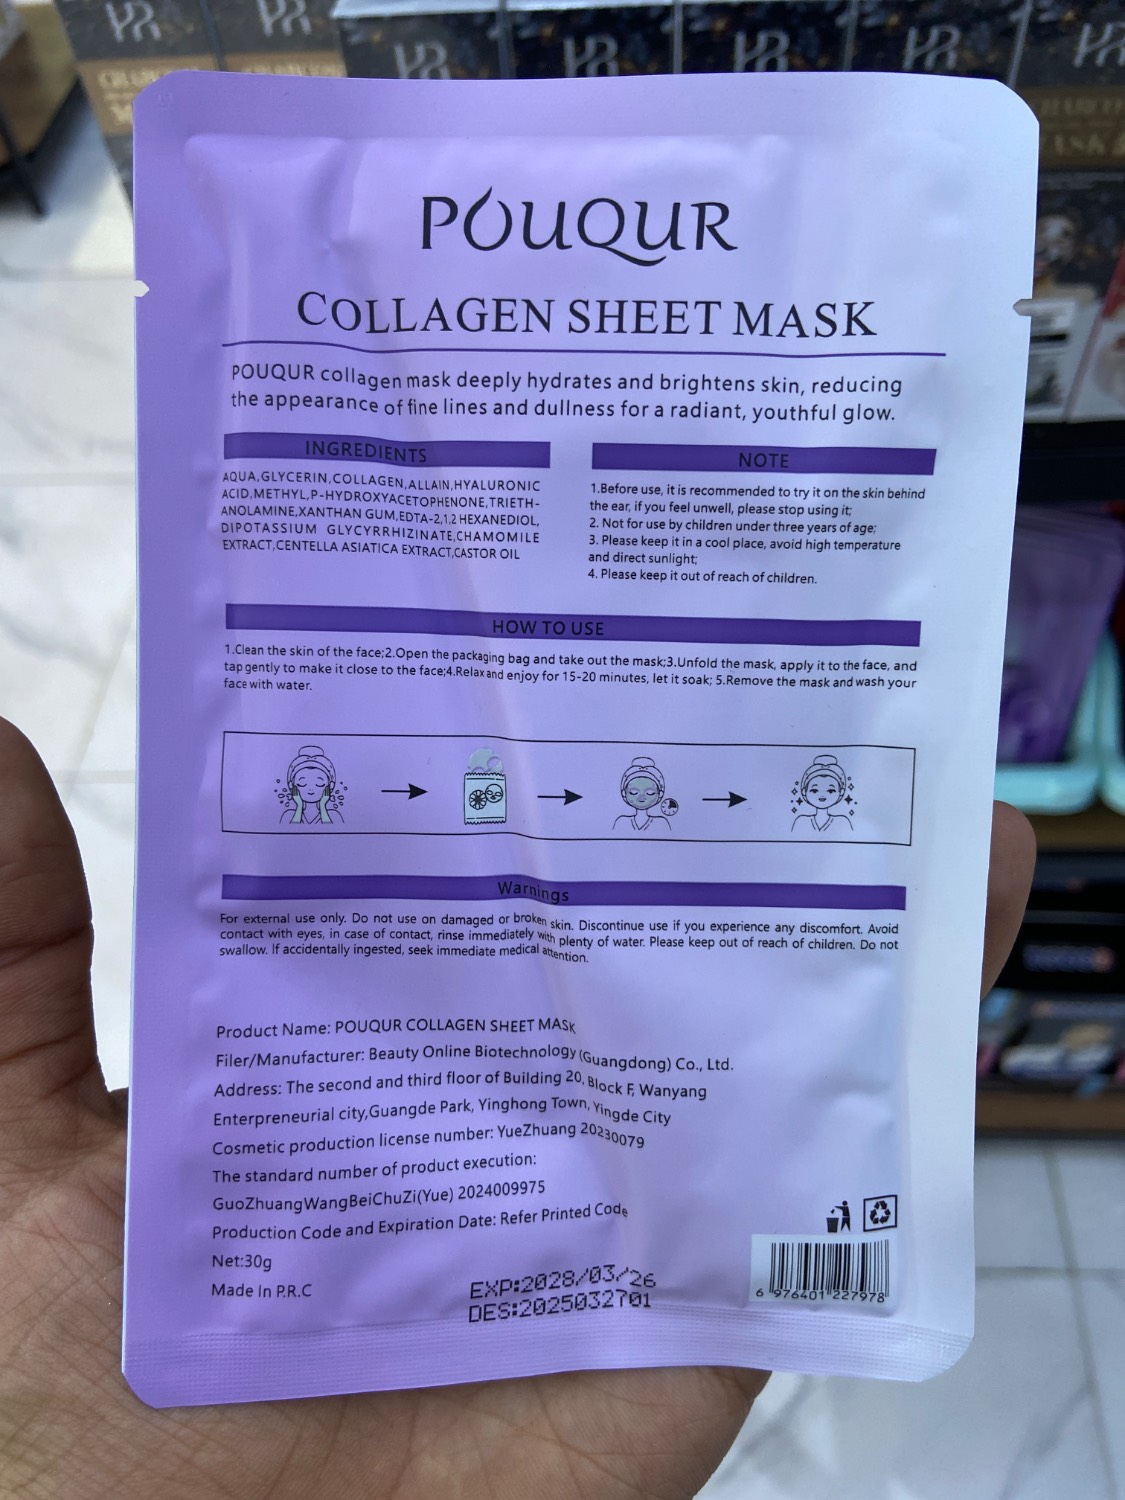 POUQUR
COLLAGEN SHEET MASK
POUQUR collagen mask deeply hydrates and brightens skin, reducing
the appearance of fine lines and dullness for a radiant, youthful glow.
INGREDIENTS
AQUA,GLYCERIN,COLLAGEN,ALLAIN,HYALURONIC
ACID,METHYL,P-HYDROXYACETOPHENONE,TRIETH-
ANOLAMINE,XANTHAN GUM,EDTA-2,1,2 HEXANEDIOL,
DIPOTASSIUM GLYCYRRHIZINATE,CHAMOMILE
EXTRACT,CENTELLA ASIATICA EXTRACT,CASTOR OIL
NOTE
1.Before use, it is recommended to try it on the skin behind
the ear, if you feel unwell, please stop using it;
2. Not for use by children under three years of age;
3. Please keep it in a cool place, avoid high temperature
and direct sunlight;
4. Please keep it out of reach of children.
HOW TO USE
1.Clean the skin of the face;2.Open the packaging bag and take out the mask;3.Unfold the mask, apply it to the face, and
tap gently to make it close to the face;4.Relax and enjoy for 15-20 minutes, let it soak; 5.Remove the mask and wash your
face with water.
Warnings
For external use only. Do not use on damaged or broken skin. Discontinue use if you experience any discomfort. Avoid
contact with eyes, in case of contact, rinse immediately with plenty of water. Please keep out of reach of children. Do not
swallow. If accidentally ingested, seek immediate medical attention.
Product Name: POUQUR COLLAGEN SHEET MASK
Filer/Manufacturer: Beauty Online Biotechnology (Guangdong) Co., Ltd.
Address: The second and third floor of Building 20, Block F, Wanyang
Enterpreneurial city,Guangde Park, Yinghong Town, Yingde City
Cosmetic production license number: YueZhuang 20230079
The standard number of product execution:
GuoZhuangWangBeiChuZi(Yue) 2024009975
Production Code and Expiration Date: Refer Printed Code
Net:30g
Made In P.R.C
EXP:2028/03/26
DES:2025032701
6 976401 227978